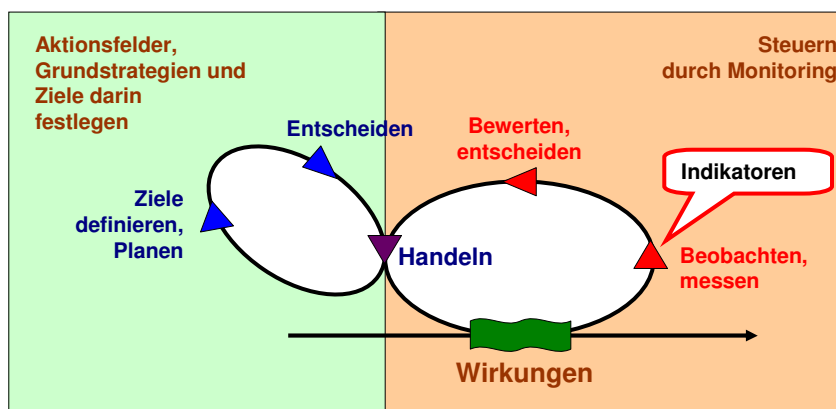 Aktionsfelder,
Grundstrategien und
Ziele darin
festlegen
Steuern
durch Monitoring
Entscheiden
Bewerten,
entscheiden
Indikatoren
Ziele
definieren,
Planen
Handeln
Beobachten,
messen
Wirkungen